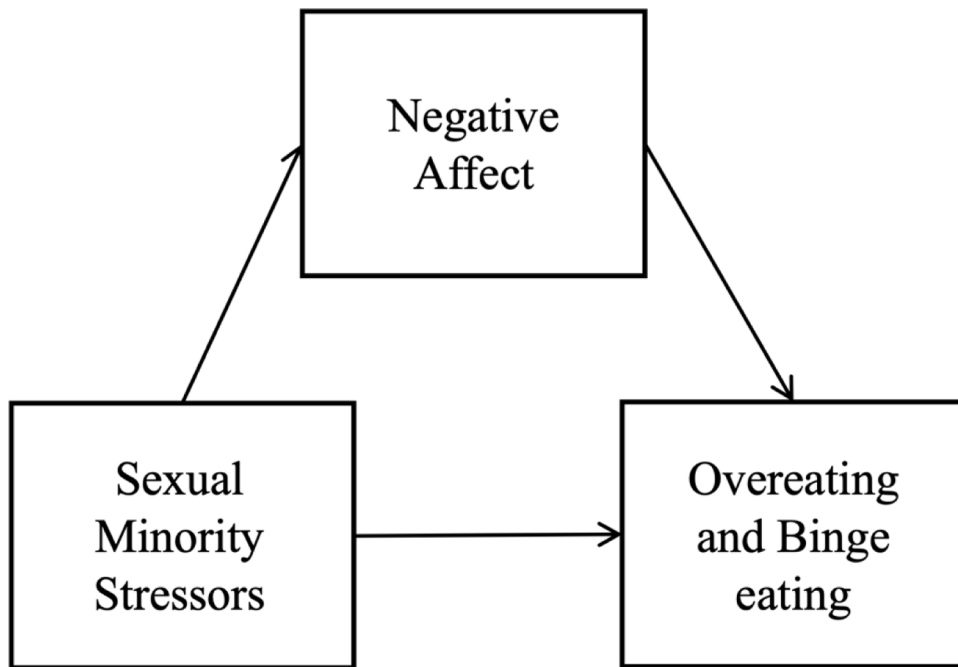 Negative
Affect
Sexual
Minority
Stressors
Overeating
and Binge
eating